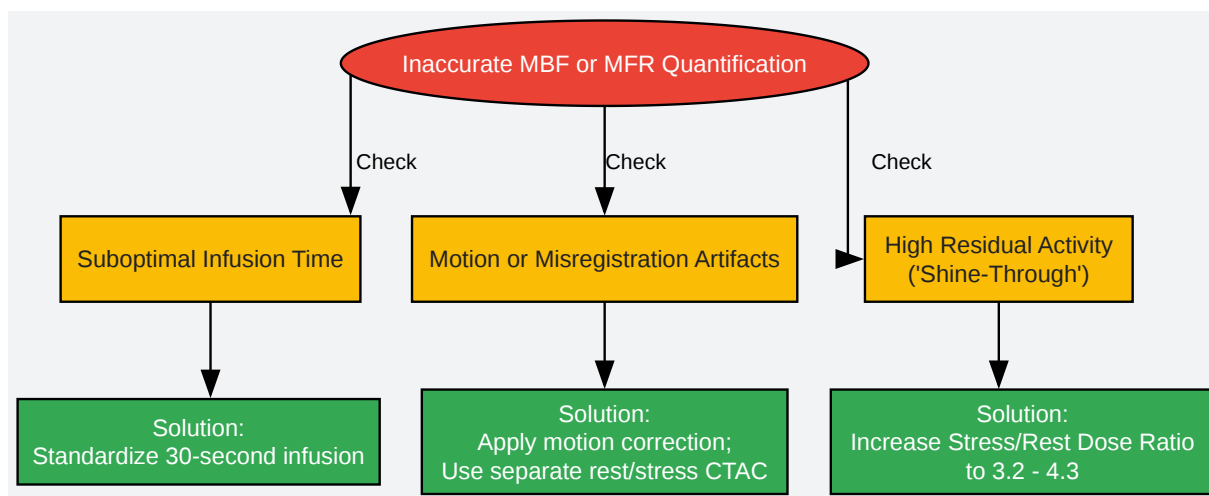 Inaccurate MBF or MFR Quantification
Check
Check
Check
Suboptimal Infusion Time
Motion or Misregistration Artifacts
High Residual Activity
('Shine-Through')
Solution:
Standardize 30-second infusion
Solution:
Apply motion correction;
Use separate rest/stress CTAC
Solution:
Increase Stress/Rest Dose Ratio
to 3.2 - 4.3